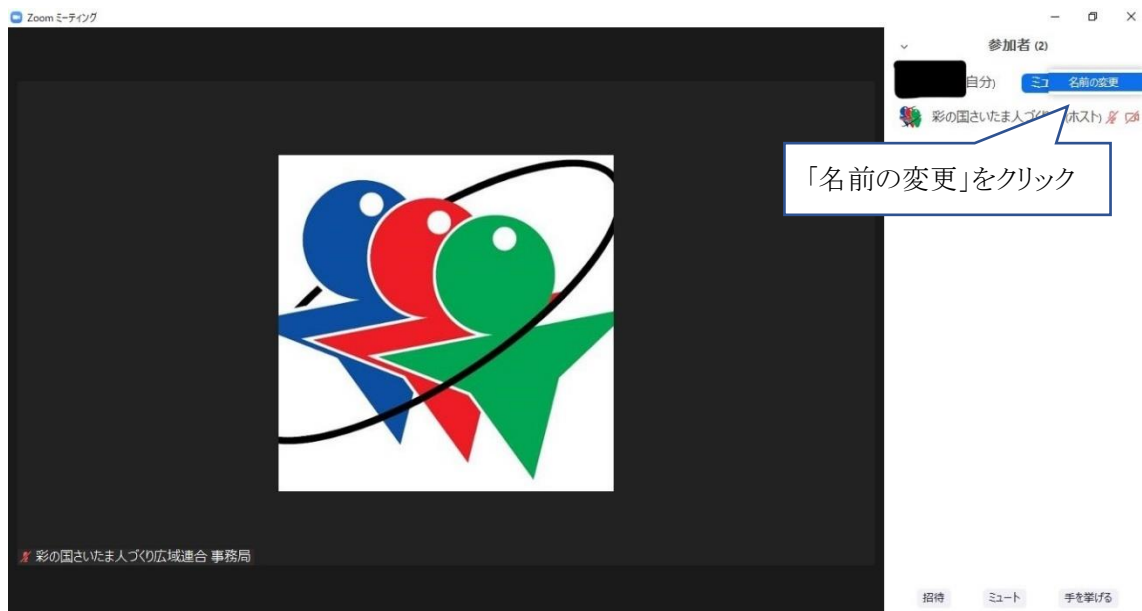 Zoom ミーティング
参加者 (2)
自分)
ミュ
名前の変更
彩の国さいたま人づくり
(ホスト)
「名前の変更」をクリック
彩の国さいたま人づくり広域連合 事務局
招待
ミュート
手を挙げる